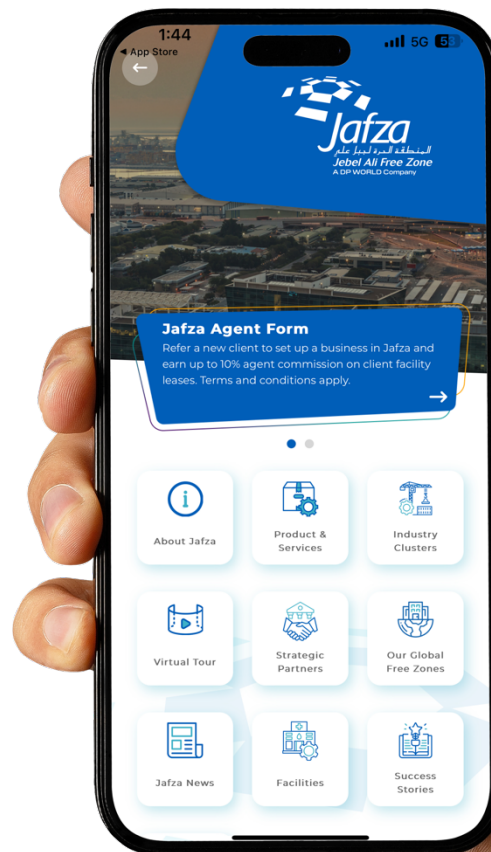 1:44
5G 53
◀ App Store
Jafza
المنطقة الحرة لجبل علي
Jebel Ali Free Zone
A DP WORLD Company
Jafza Agent Form
Refer a new client to set up a business in Jafza and
earn up to 10% agent commission on client facility
leases. Terms and conditions apply.
About Jafza
Product &
Services
Industry
Clusters
Virtual Tour
Strategic
Partners
Our Global
Free Zones
Jafza News
Facilities
Success
Stories